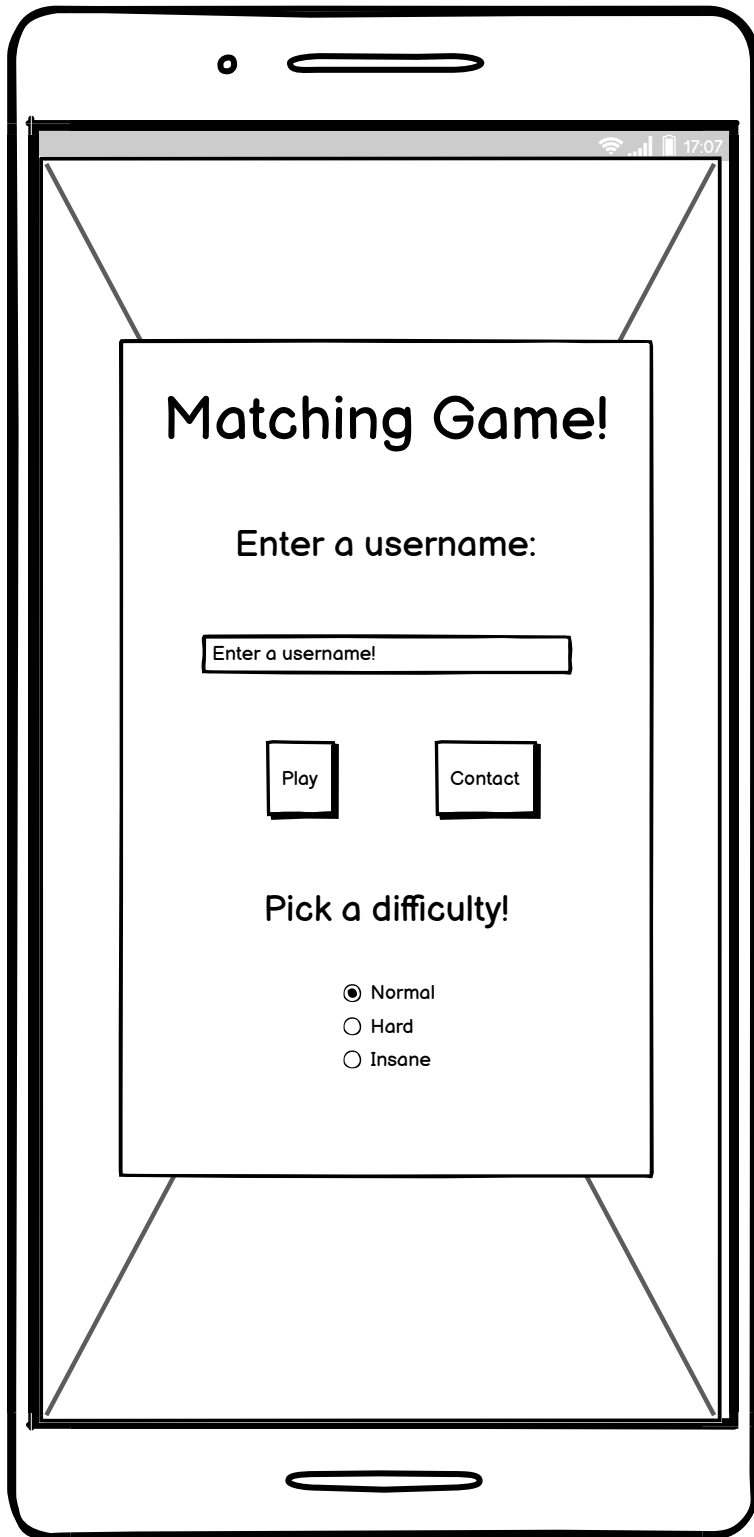 17:07
Matching Game!
Enter a username:
Enter a username!
Play Contact
Pick a difficulty!
Normal
Hard
Insane